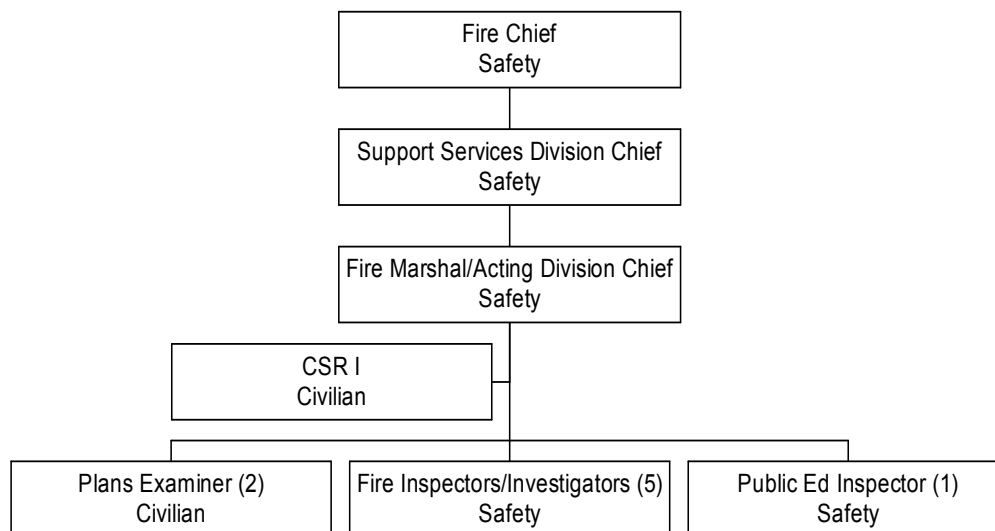 Fire Chief
Safety
Support Services Division Chief
Safety
Fire Marshal/Acting Division Chief
Safety
CSR I
Civilian
Plans Examiner (2)
Civilian
Fire Inspectors/Investigators (5)
Safety
Public Ed Inspector (1)
Safety